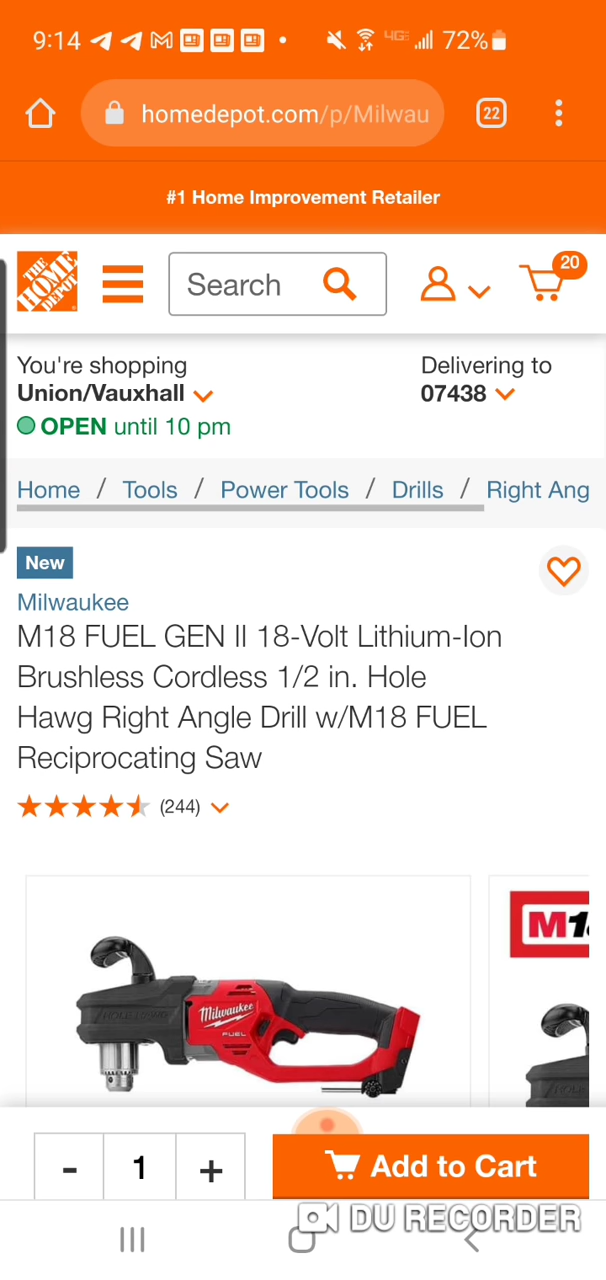 9:14
4G
72%
homedepot.com/p/Milwau
22
#1 Home Improvement Retailer
THE HOME DEPOT
Search
20
You're shopping
Delivering to
Union/Vauxhall
07438
OPEN until 10 pm
Home / Tools / Power Tools / Drills / Right Ang
New
Milwaukee
M18 FUEL GEN II 18-Volt Lithium-Ion
Brushless Cordless 1/2 in. Hole
Hawg Right Angle Drill w/M18 FUEL
Reciprocating Saw
(244)
M18
Milwaukee
FUEL
- 1 +
Add to Cart
DU RECORDER